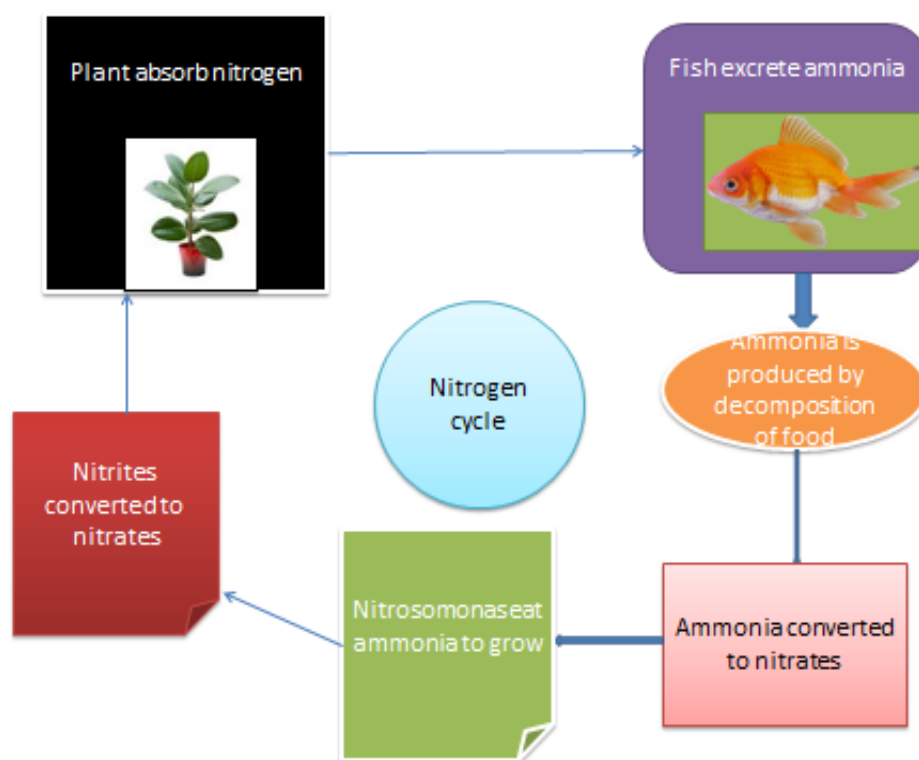 Plant absorb nitrogen
Fish excrete ammonia
Ammonia is
produced by
decomposition
of food
Ammonia converted
to nitrates
Nitrosomonas eat
ammonia to grow
Nitrites
converted to
nitrates
Nitrogen
cycle